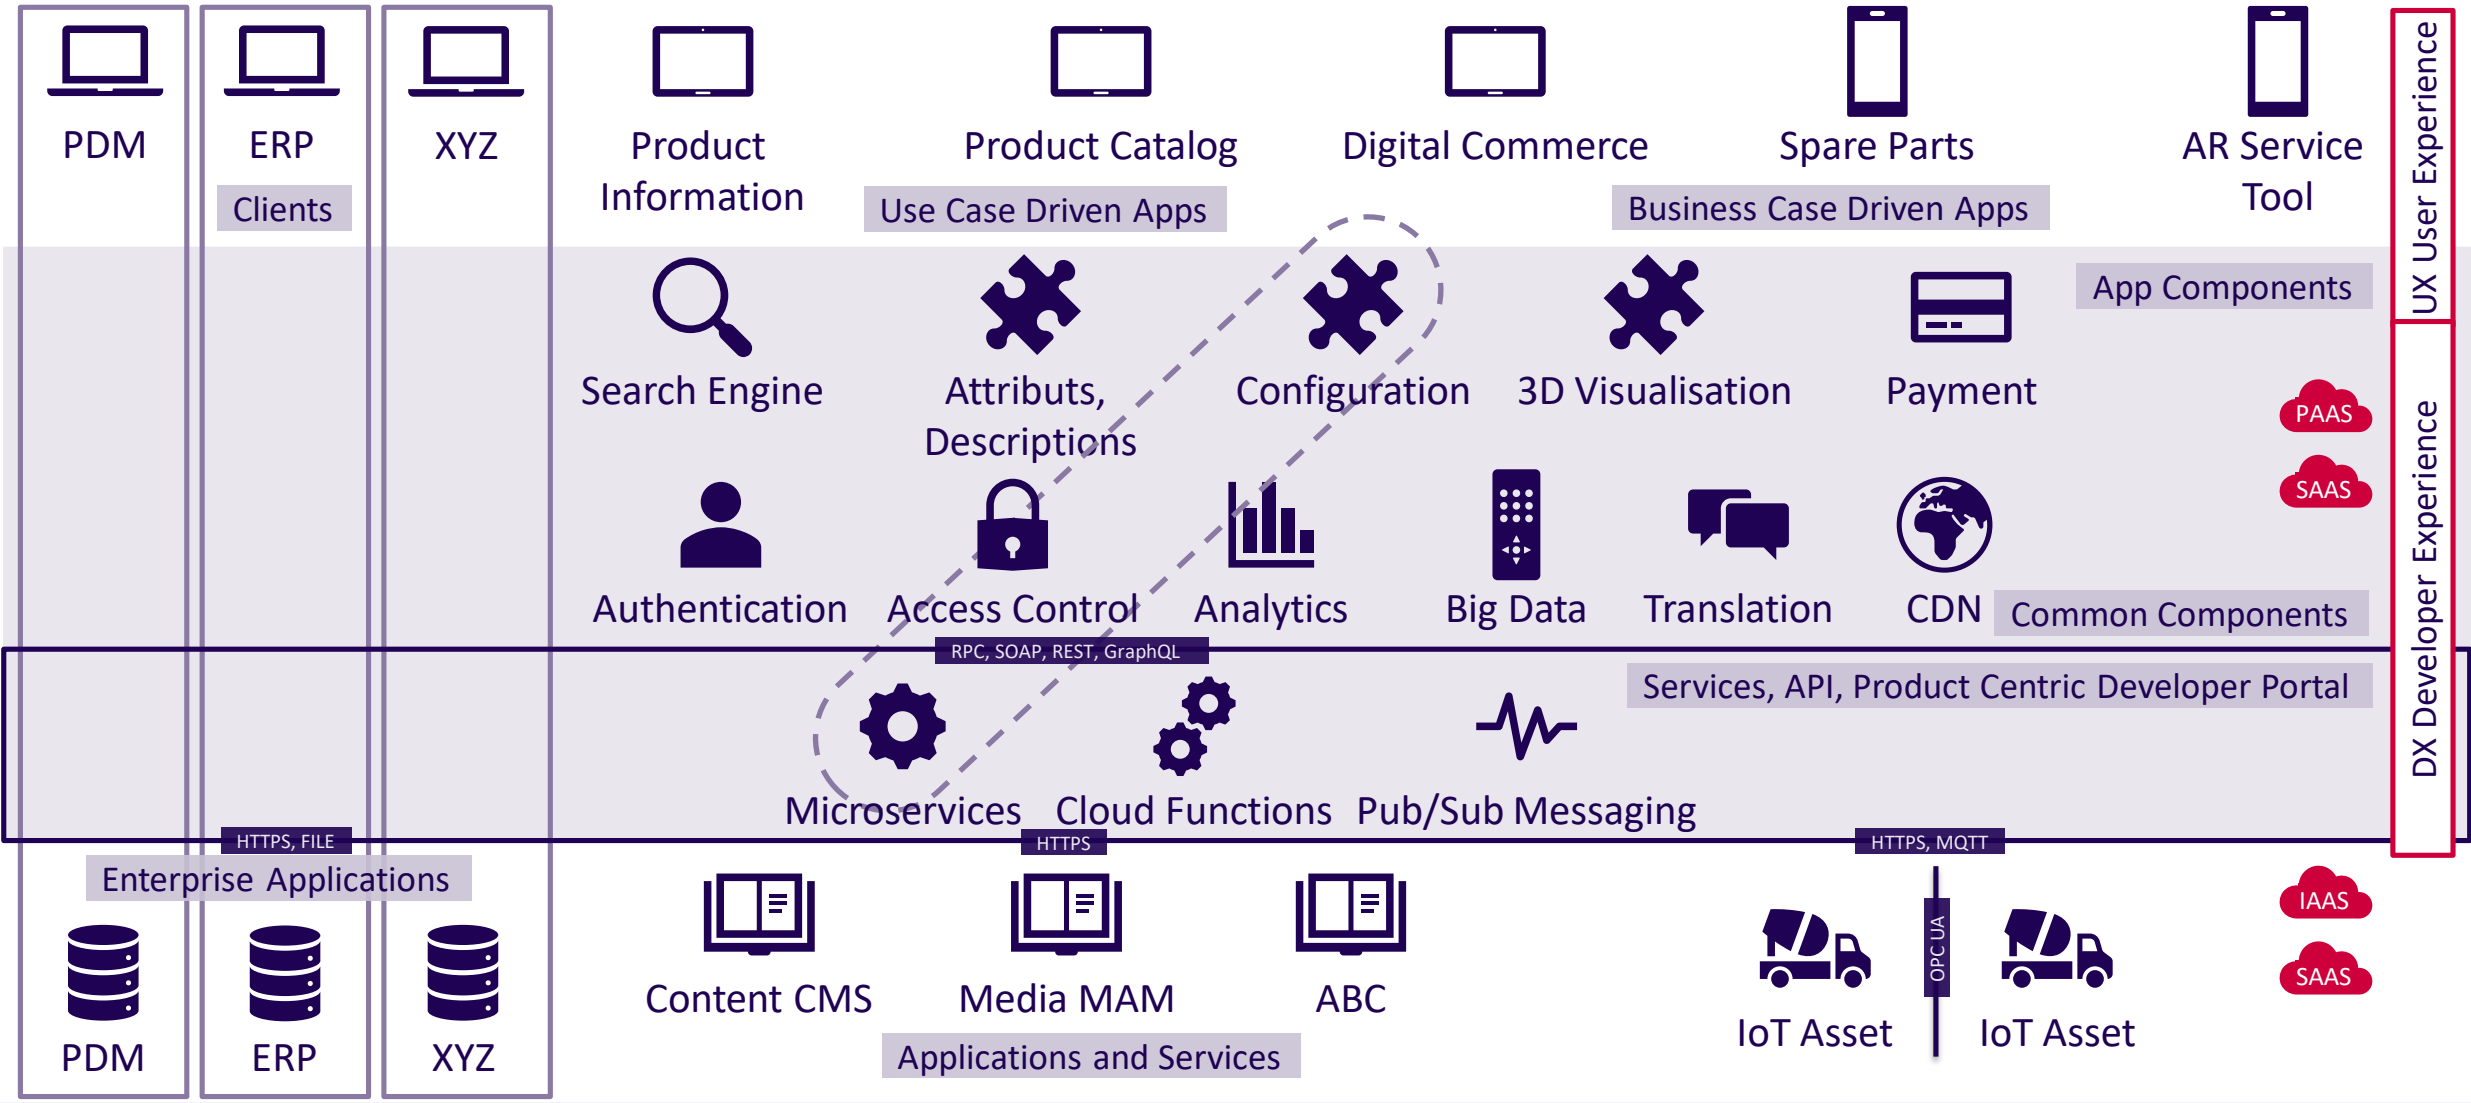 PDM
ERP
XYZ
Product
Information
Product Catalog
Digital Commerce
Spare Parts
AR Service
Tool
Clients
Use Case Driven Apps
Business Case Driven Apps
UX User Experience
App Components
Search Engine
Attributs,
Descriptions
Configuration
3D Visualisation
Payment
PAAS
SAAS
DX Developer Experience
Authentication
Access Control
Analytics
Big Data
Translation
CDN
Common Components
RPC, SOAP, REST, GraphQL
Services, API, Product Centric Developer Portal
Microservices
Cloud Functions
Pub/Sub Messaging
HTTPS, FILE
HTTPS
HTTPS, MQTT
Enterprise Applications
IAAS
SAAS
OPC UA
Content CMS
Media MAM
ABC
IoT Asset
IoT Asset
PDM
ERP
XYZ
Applications and Services